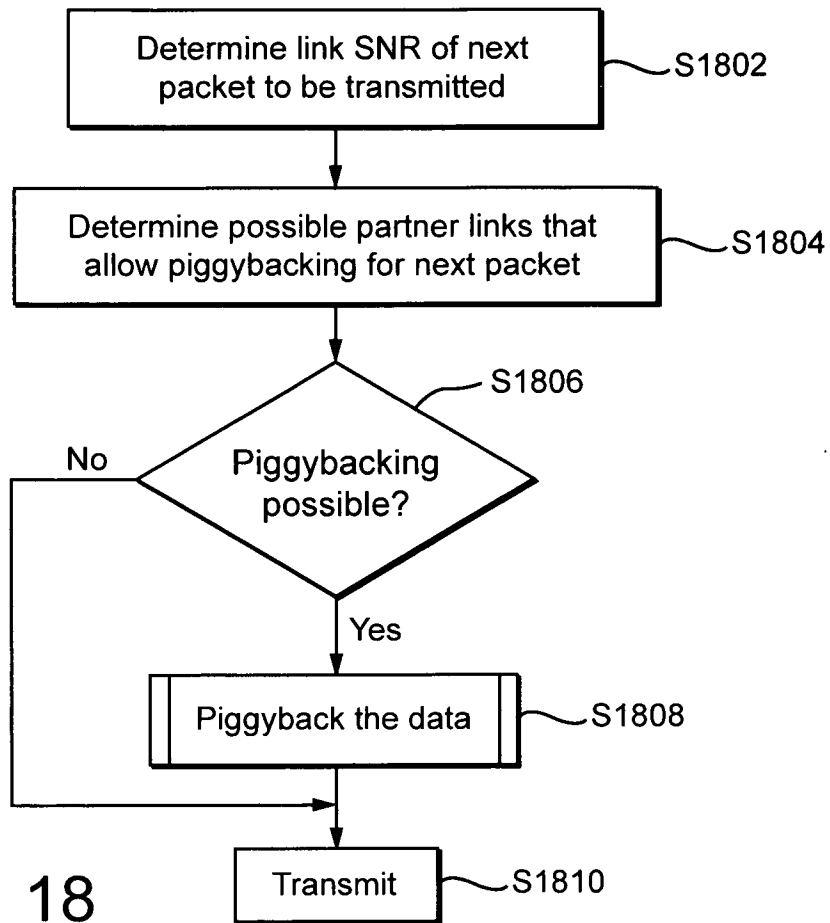 Determine link SNR of next
packet to be transmitted
S1802
Determine possible partner links that
allow piggybacking for next packet
S1804
S1806
No
Piggybacking
possible?
Yes
Piggyback the data
S1808
Transmit
S1810
18